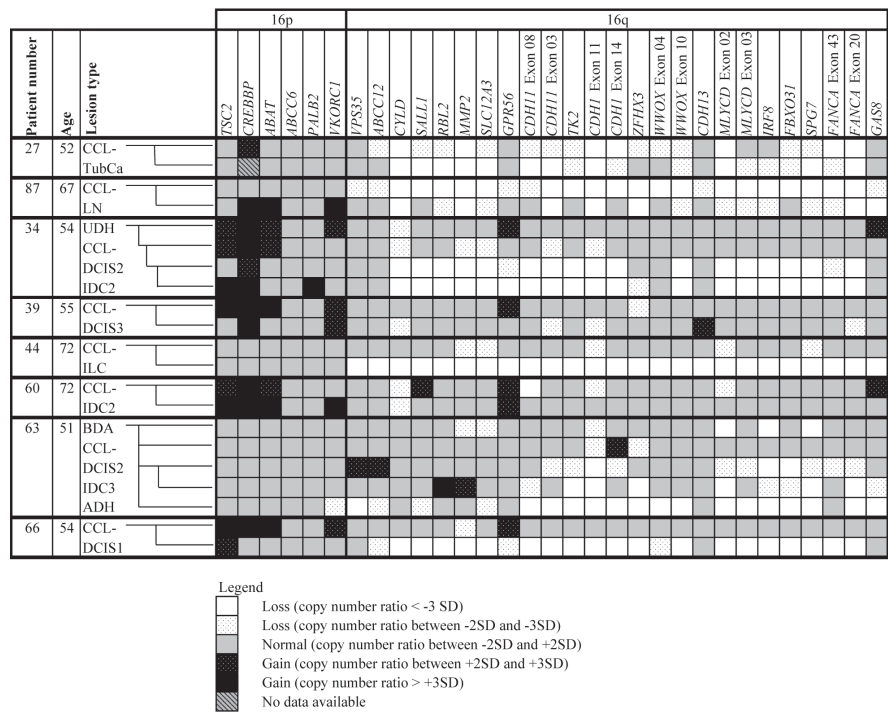 16p 16q
Patient number Age Lesion type TSC2 CREBBP ABAT ABCC6 PALB2 VKORC1 VPS35 ABCC12 CYLD SALL1 RBL2 MMP2 SLC12A3 GPR56 CDH11 Exon 08 CDH11 Exon 03 TK2 CDH1 Exon 11 CDH1 Exon 14 ZFHX3 WWOX Exon 04 WWOX Exon 10 CDH13 MLYCD Exon 02 MLYCD Exon 03 IRF8 FBXO31 SPG7 FANCA Exon 43 FANCA Exon 20 GAS8
27 52 CCL-
TubCa
87 67 CCL-
LN
34 54 UDH
CCL-
DCIS2
IDC2
39 55 CCL-
DCIS3
44 72 CCL-
ILC
60 72 CCL-
IDC2
63 51 BDA
CCL-
DCIS2
IDC3
ADH
66 54 CCL-
DCIS1
Legend
Loss (copy number ratio < -3 SD)
Loss (copy number ratio between -2SD and -3SD)
Normal (copy number ratio between -2SD and +2SD)
Gain (copy number ratio between +2SD and +3SD)
Gain (copy number ratio > +3SD)
No data available